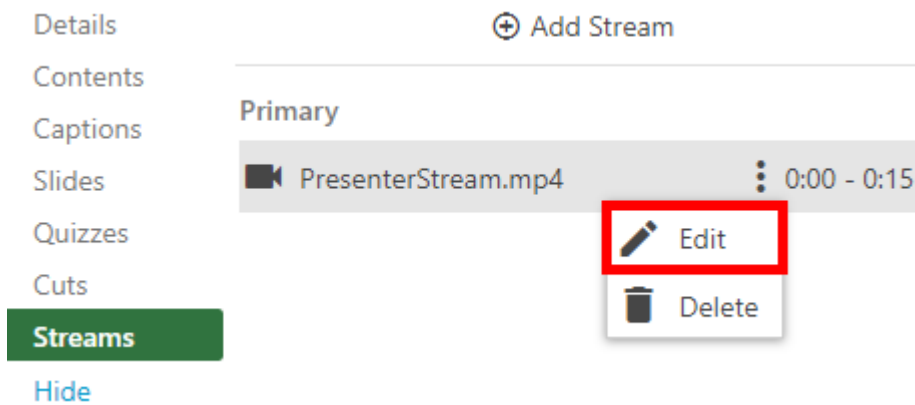 Details
Contents
Captions
Slides
Quizzes
Cuts
Streams
Hide
Add Stream
Primary
PresenterStream.mp4 0:00 - 0:15
Edit
Delete